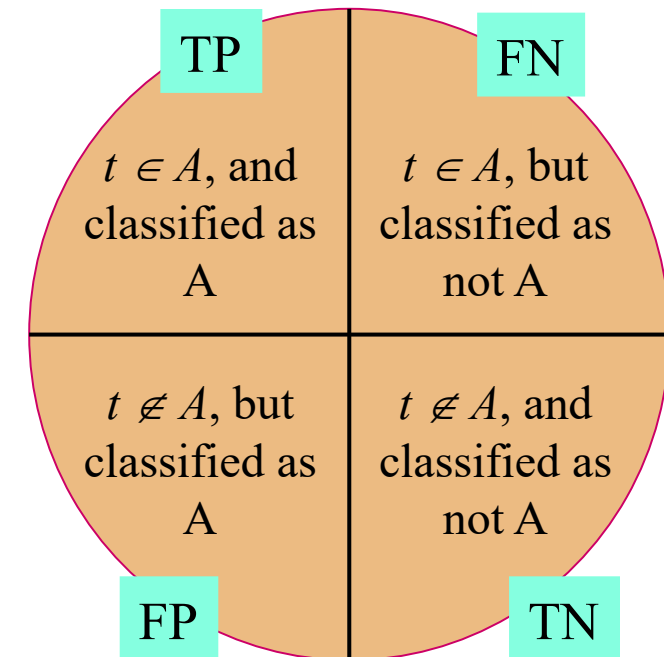 TP
FN
t ∈ A, and
classified as
A
t ∈ A, but
classified as
not A
t ∉ A, but
classified as
A
t ∉ A, and
classified as
not A
FP
TN